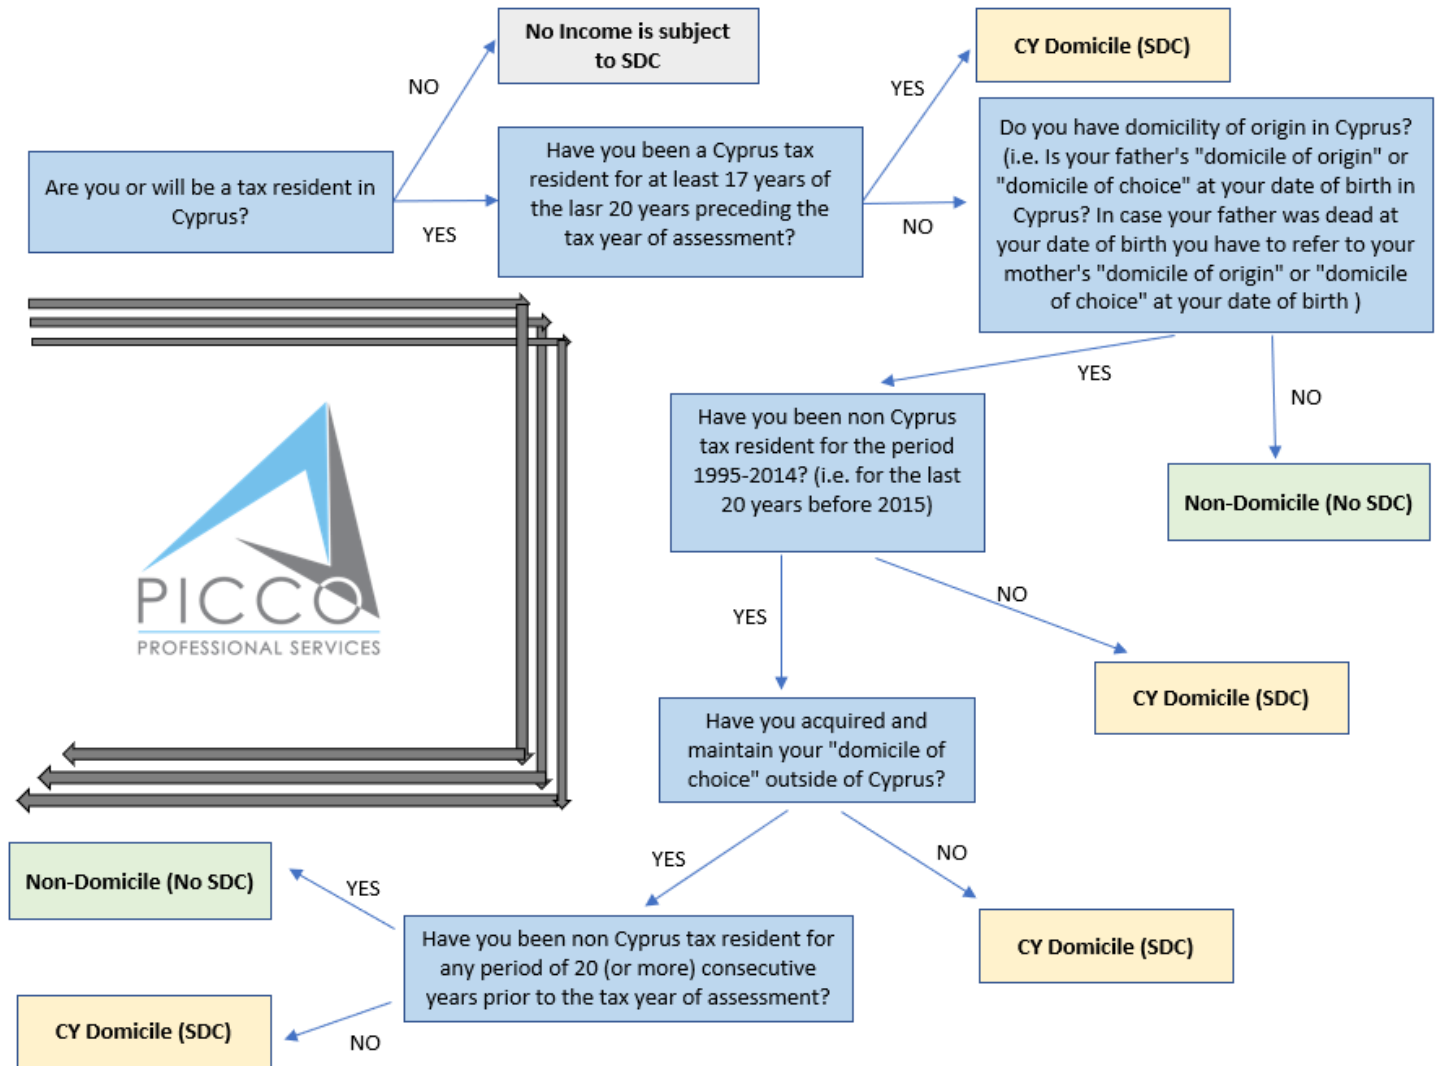 No Income is subject
to SDC
CY Domicile (SDC)
NO
YES
Are you or will be a tax resident in
Cyprus?
YES
Have you been a Cyprus tax
resident for at least 17 years of
the lasr 20 years preceding the
tax year of assessment?
NO
Do you have domicility of origin in Cyprus?
(i.e. Is your father's "domicile of origin" or
"domicile of choice" at your date of birth in
Cyprus? In case your father was dead at
your date of birth you have to refer to your
mother's "domicile of origin" or "domicile
of choice" at your date of birth )
YES
NO
Have you been non Cyprus
tax resident for the period
1995-2014? (i.e. for the last
20 years before 2015)
Non-Domicile (No SDC)
PICCO
PROFESSIONAL SERVICES
YES
NO
CY Domicile (SDC)
Have you acquired and
maintain your "domicile of
choice" outside of Cyprus?
YES
NO
CY Domicile (SDC)
Non-Domicile (No SDC)
YES
Have you been non Cyprus tax resident for
any period of 20 (or more) consecutive
years prior to the tax year of assessment?
CY Domicile (SDC)
NO